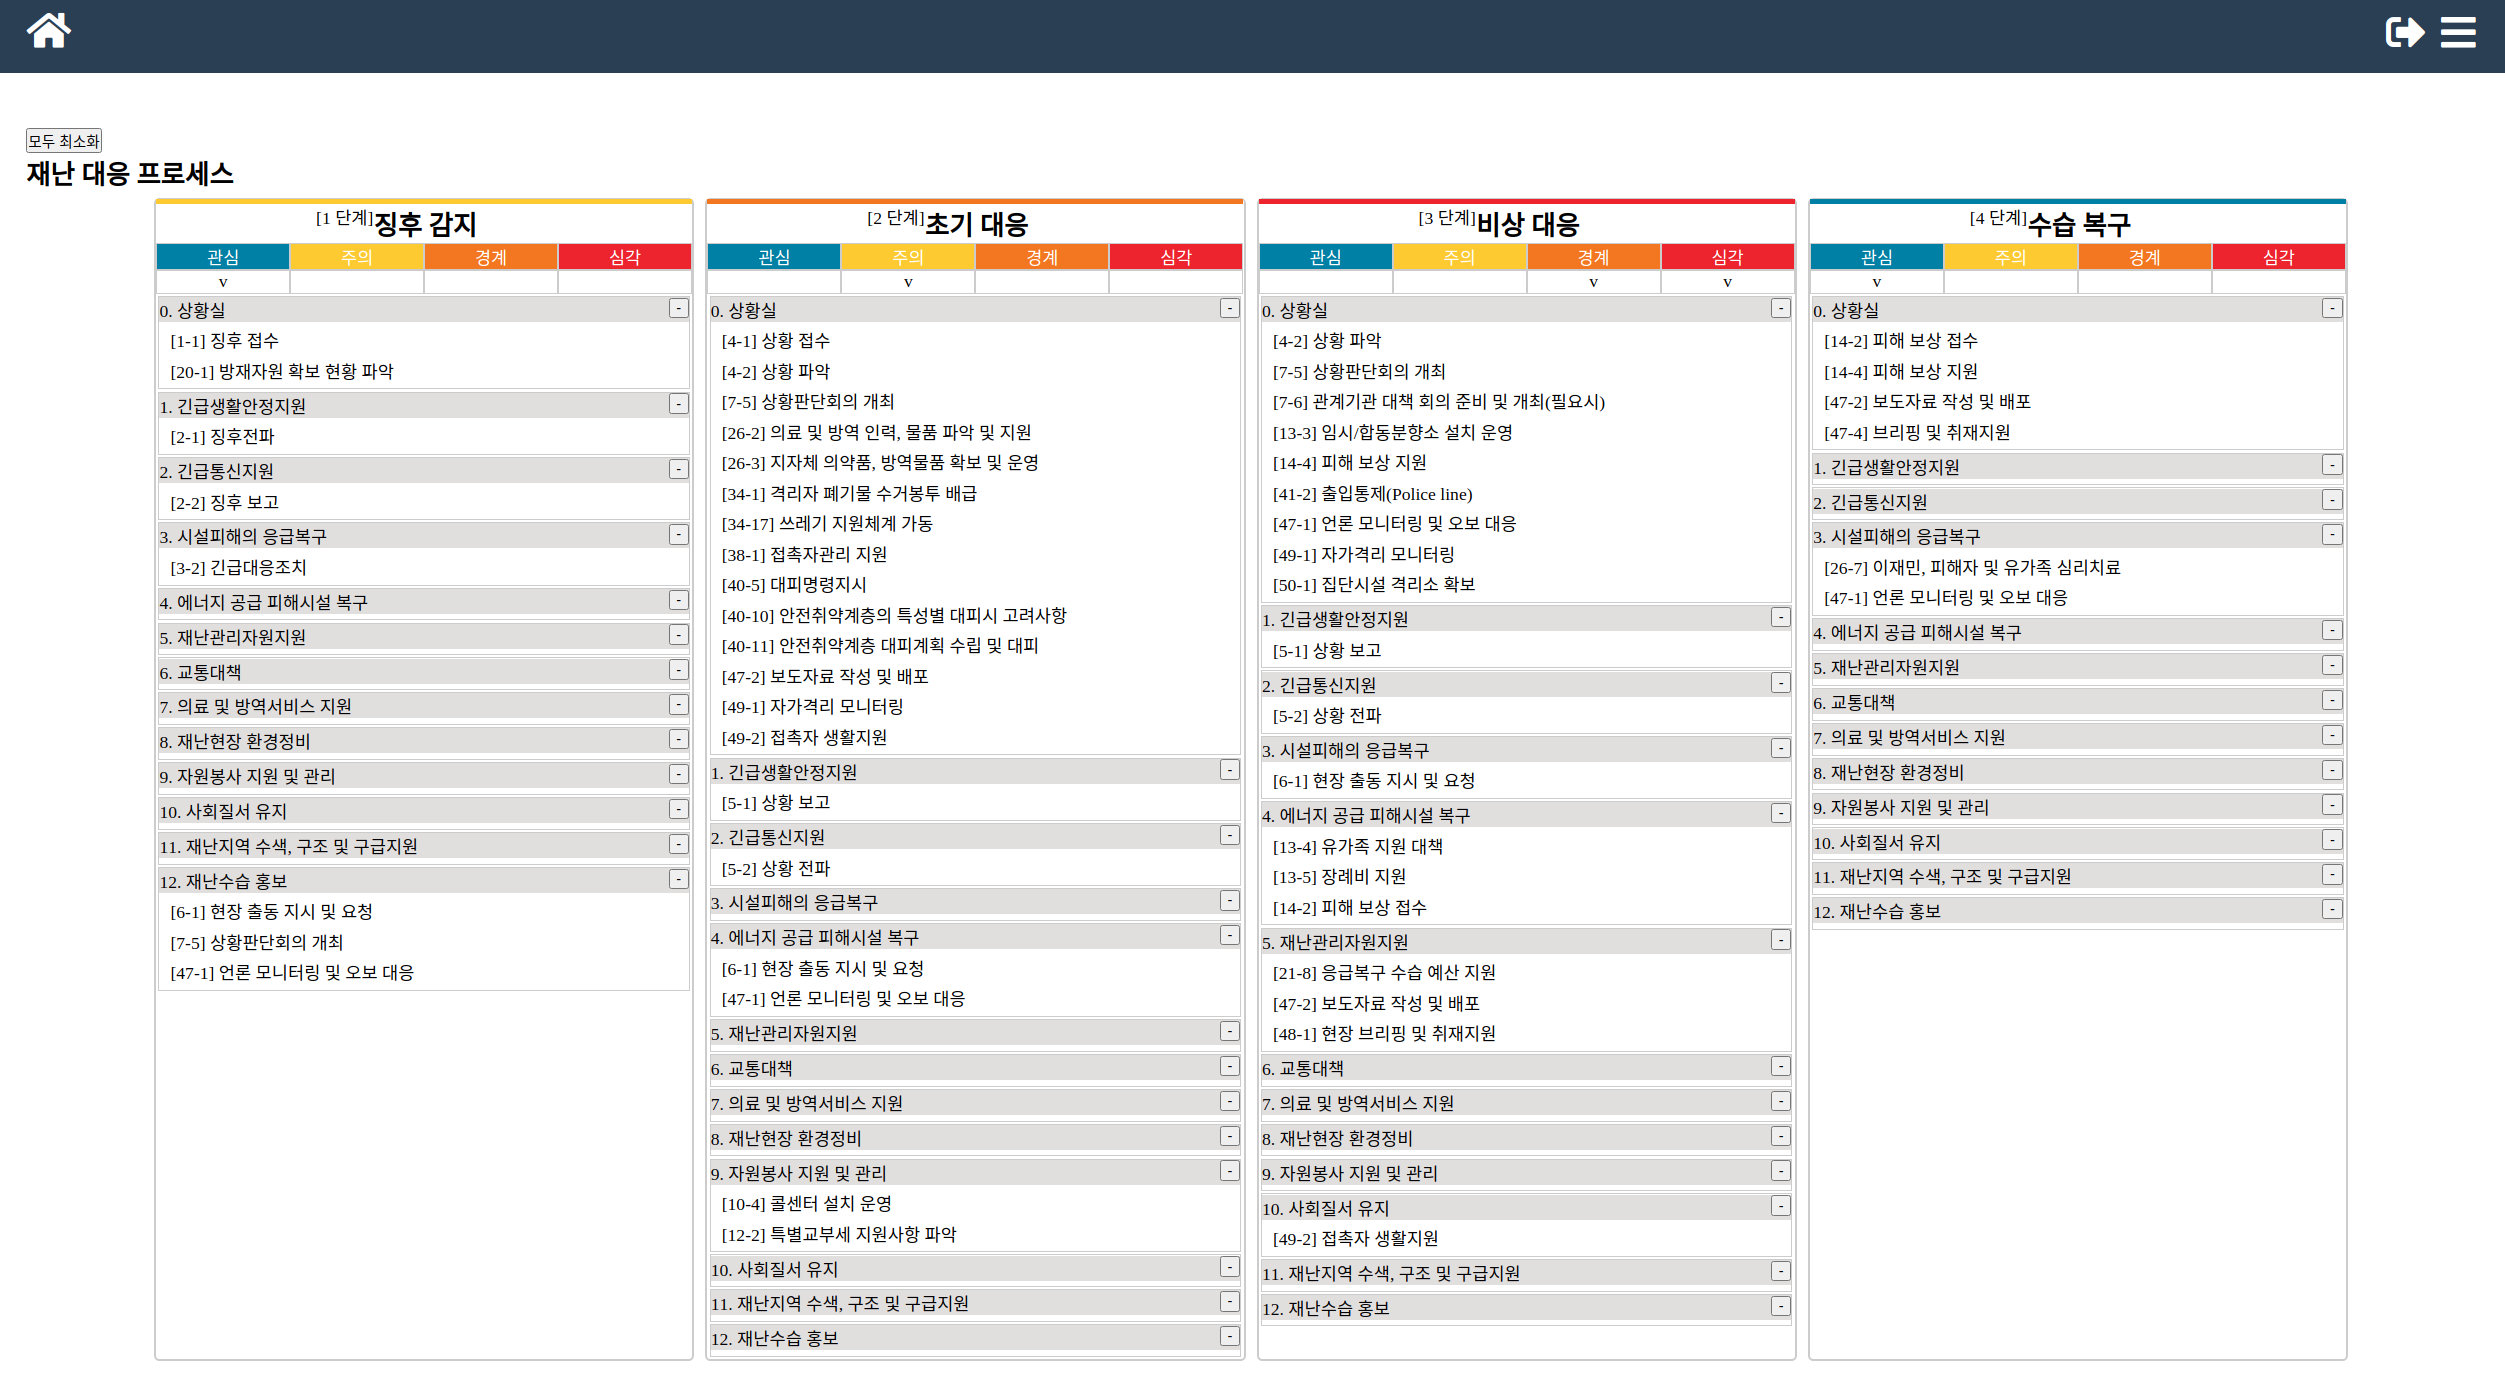 모두 최소화
재난 대응 프로세스
[1 단계]징후 감지
관심 주의 경계 심각
v
0. 상황실 -
[1-1] 징후 접수
[20-1] 방재자원 확보 현황 파악
1. 긴급생활안정지원 -
[2-1] 징후전파
2. 긴급통신지원 -
[2-2] 징후 보고
3. 시설피해의 응급복구 -
[3-2] 긴급대응조치
4. 에너지 공급 피해시설 복구 -
5. 재난관리자원지원 -
6. 교통대책 -
7. 의료 및 방역서비스 지원 -
8. 재난현장 환경정비 -
9. 자원봉사 지원 및 관리 -
10. 사회질서 유지 -
11. 재난지역 수색, 구조 및 구급지원 -
12. 재난수습 홍보 -
[6-1] 현장 출동 지시 및 요청
[7-5] 상황판단회의 개최
[47-1] 언론 모니터링 및 오보 대응
[2 단계]초기 대응
관심 주의 경계 심각
v
0. 상황실 -
[4-1] 상황 접수
[4-2] 상황 파악
[7-5] 상황판단회의 개최
[26-2] 의료 및 방역 인력, 물품 파악 및 지원
[26-3] 지자체 의약품, 방역물품 확보 및 운영
[34-1] 격리자 폐기물 수거봉투 배급
[34-17] 쓰레기 지원체계 가동
[38-1] 접촉자관리 지원
[40-5] 대피명령지시
[40-10] 안전취약계층의 특성별 대피시 고려사항
[40-11] 안전취약계층 대피계획 수립 및 대피
[47-2] 보도자료 작성 및 배포
[49-1] 자가격리 모니터링
[49-2] 접촉자 생활지원
1. 긴급생활안정지원 -
[5-1] 상황 보고
2. 긴급통신지원 -
[5-2] 상황 전파
3. 시설피해의 응급복구 -
4. 에너지 공급 피해시설 복구 -
[6-1] 현장 출동 지시 및 요청
[47-1] 언론 모니터링 및 오보 대응
5. 재난관리자원지원 -
6. 교통대책 -
7. 의료 및 방역서비스 지원 -
8. 재난현장 환경정비 -
9. 자원봉사 지원 및 관리 -
[10-4] 콜센터 설치 운영
[12-2] 특별교부세 지원사항 파악
10. 사회질서 유지 -
11. 재난지역 수색, 구조 및 구급지원 -
12. 재난수습 홍보 -
[3 단계]비상 대응
관심 주의 경계 심각
v v
0. 상황실 -
[4-2] 상황 파악
[7-5] 상황판단회의 개최
[7-6] 관계기관 대책 회의 준비 및 개최(필요시)
[13-3] 임시/합동분향소 설치 운영
[14-4] 피해 보상 지원
[41-2] 출입통제(Police line)
[47-1] 언론 모니터링 및 오보 대응
[49-1] 자가격리 모니터링
[50-1] 집단시설 격리소 확보
1. 긴급생활안정지원 -
[5-1] 상황 보고
2. 긴급통신지원 -
[5-2] 상황 전파
3. 시설피해의 응급복구 -
[6-1] 현장 출동 지시 및 요청
4. 에너지 공급 피해시설 복구 -
[13-4] 유가족 지원 대책
[13-5] 장례비 지원
[14-2] 피해 보상 접수
5. 재난관리자원지원 -
[21-8] 응급복구 수습 예산 지원
[47-2] 보도자료 작성 및 배포
[48-1] 현장 브리핑 및 취재지원
6. 교통대책 -
7. 의료 및 방역서비스 지원 -
8. 재난현장 환경정비 -
9. 자원봉사 지원 및 관리 -
10. 사회질서 유지 -
[49-2] 접촉자 생활지원
11. 재난지역 수색, 구조 및 구급지원 -
12. 재난수습 홍보 -
[4 단계]수습 복구
관심 주의 경계 심각
v
0. 상황실 -
[14-2] 피해 보상 접수
[14-4] 피해 보상 지원
[47-2] 보도자료 작성 및 배포
[47-4] 브리핑 및 취재지원
1. 긴급생활안정지원 -
2. 긴급통신지원 -
3. 시설피해의 응급복구 -
[26-7] 이재민, 피해자 및 유가족 심리치료
[47-1] 언론 모니터링 및 오보 대응
4. 에너지 공급 피해시설 복구 -
5. 재난관리자원지원 -
6. 교통대책 -
7. 의료 및 방역서비스 지원 -
8. 재난현장 환경정비 -
9. 자원봉사 지원 및 관리 -
10. 사회질서 유지 -
11. 재난지역 수색, 구조 및 구급지원 -
12. 재난수습 홍보 -